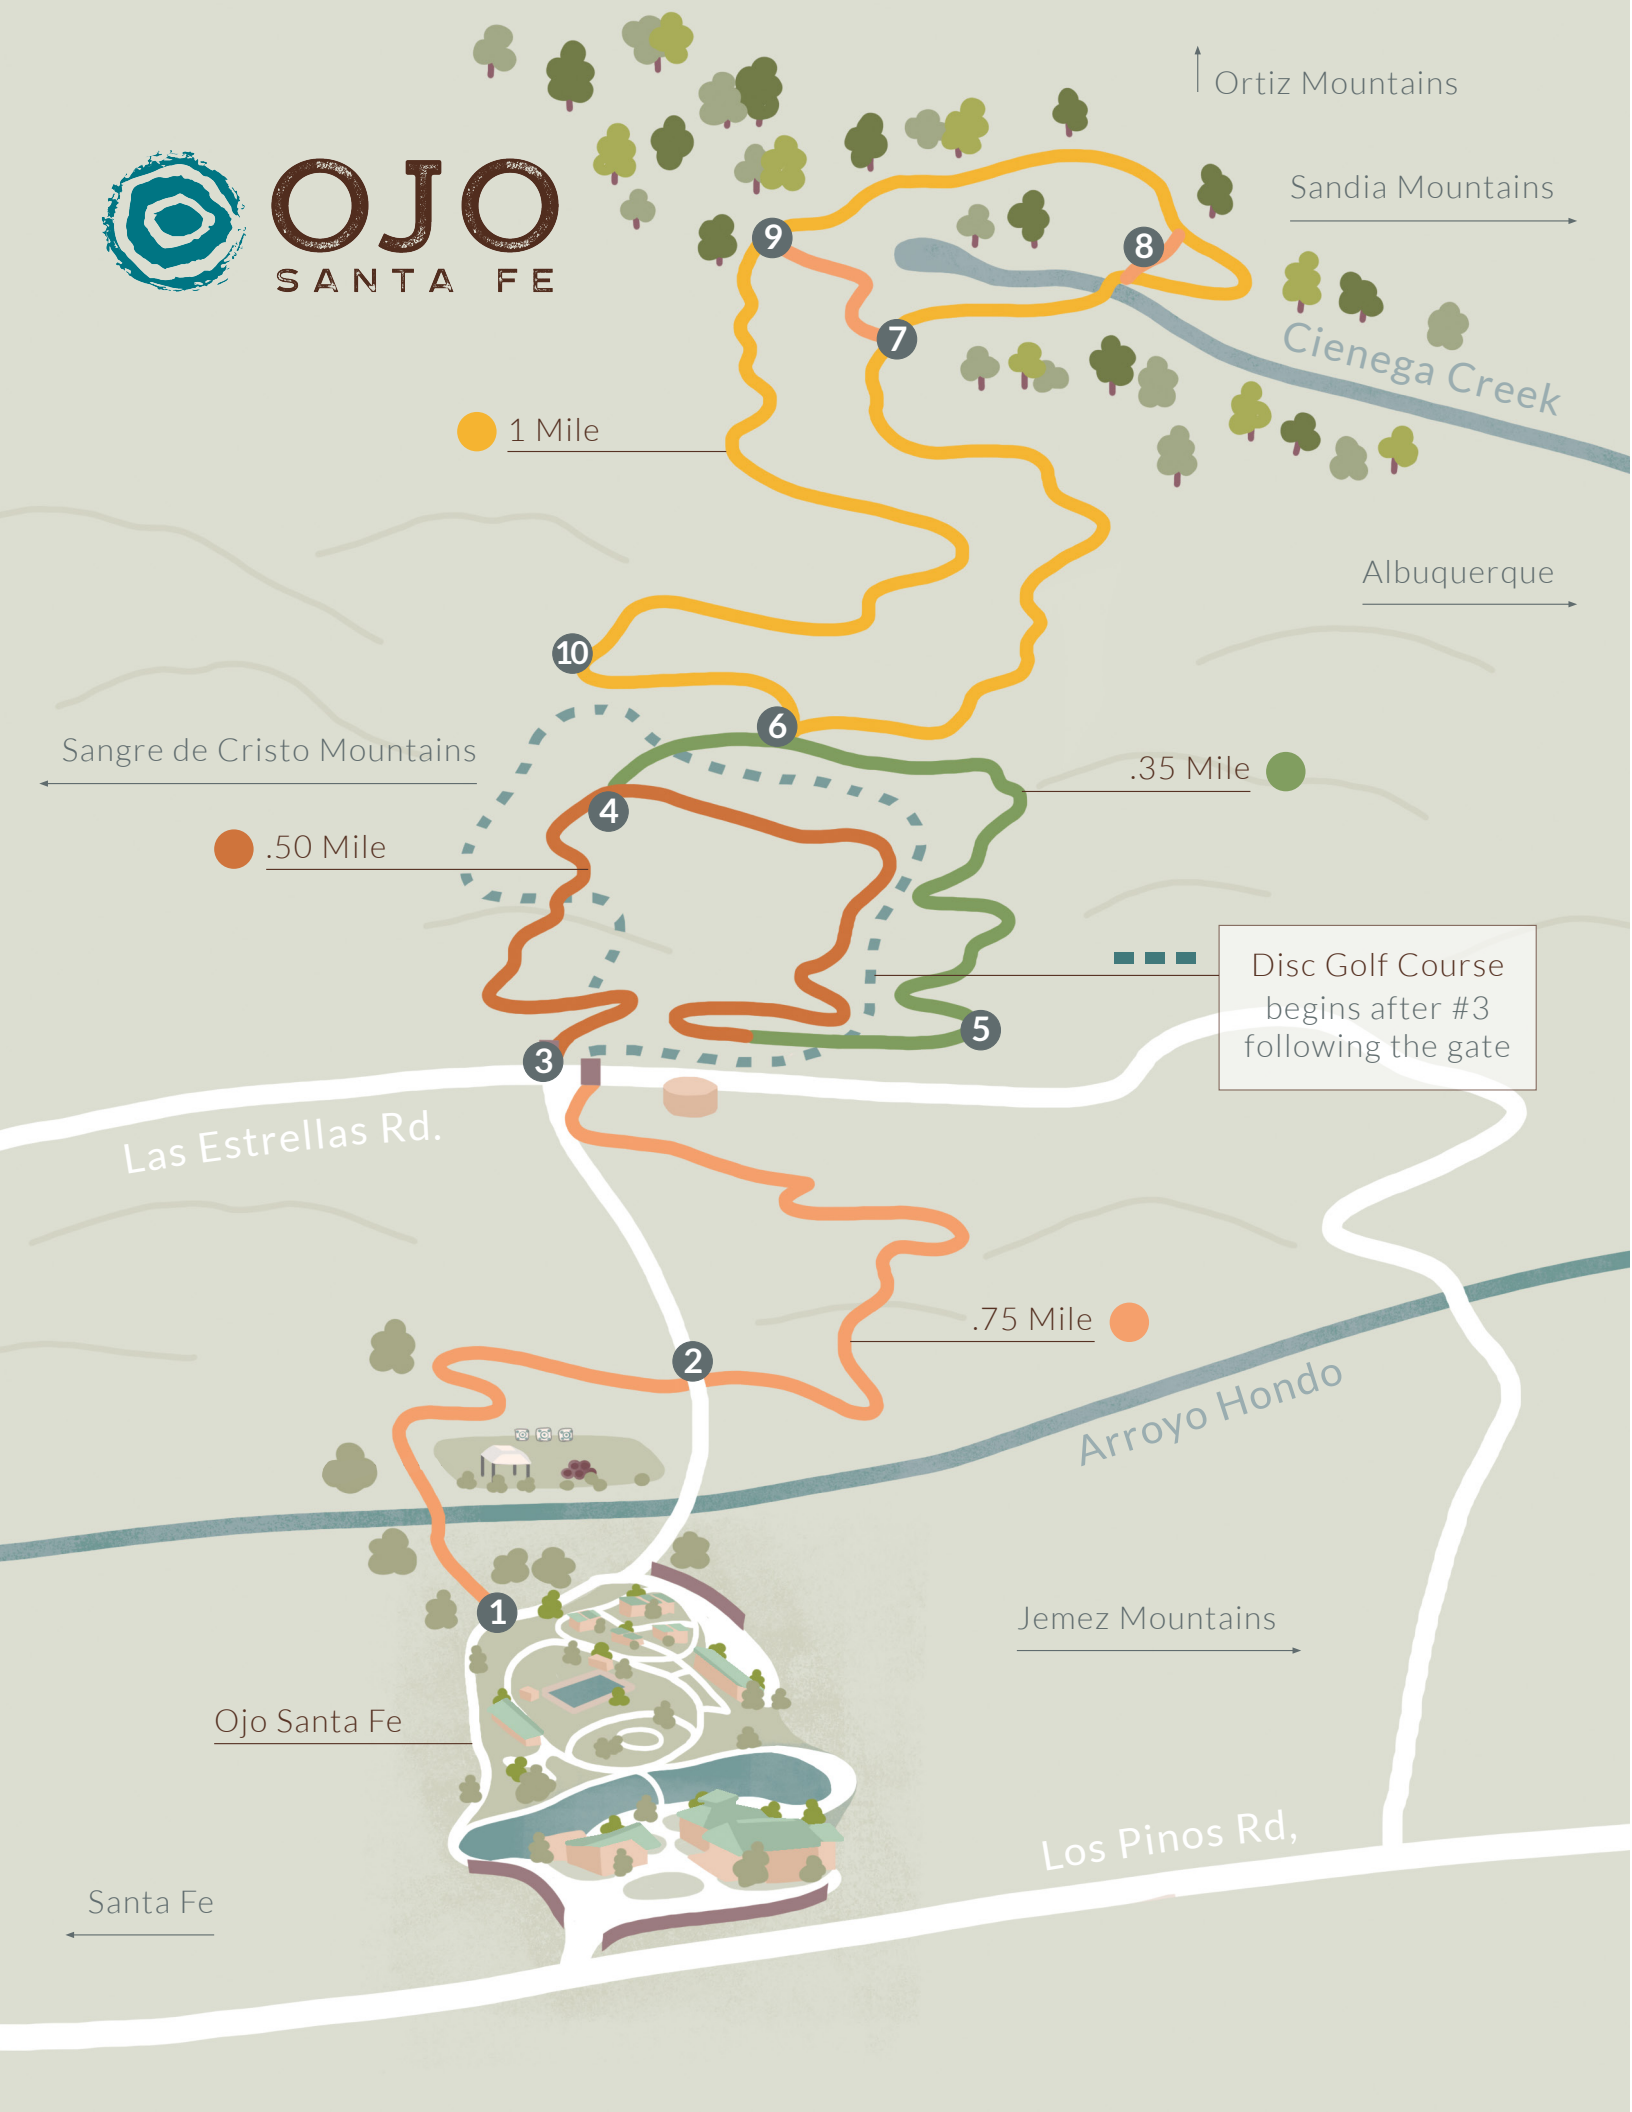 Ortiz Mountains
OJO
SANTA FE
Sandia Mountains
9
8
7
Cienega Creek
1 Mile
Albuquerque
10
6
Sangre de Cristo Mountains
.35 Mile
4
.50 Mile
Disc Golf Course
begins after #3
following the gate
5
3
Las Estrellas Rd.
.75 Mile
2
Arroyo Hondo
1
Jemez Mountains
Ojo Santa Fe
Los Pinos Rd,
Santa Fe